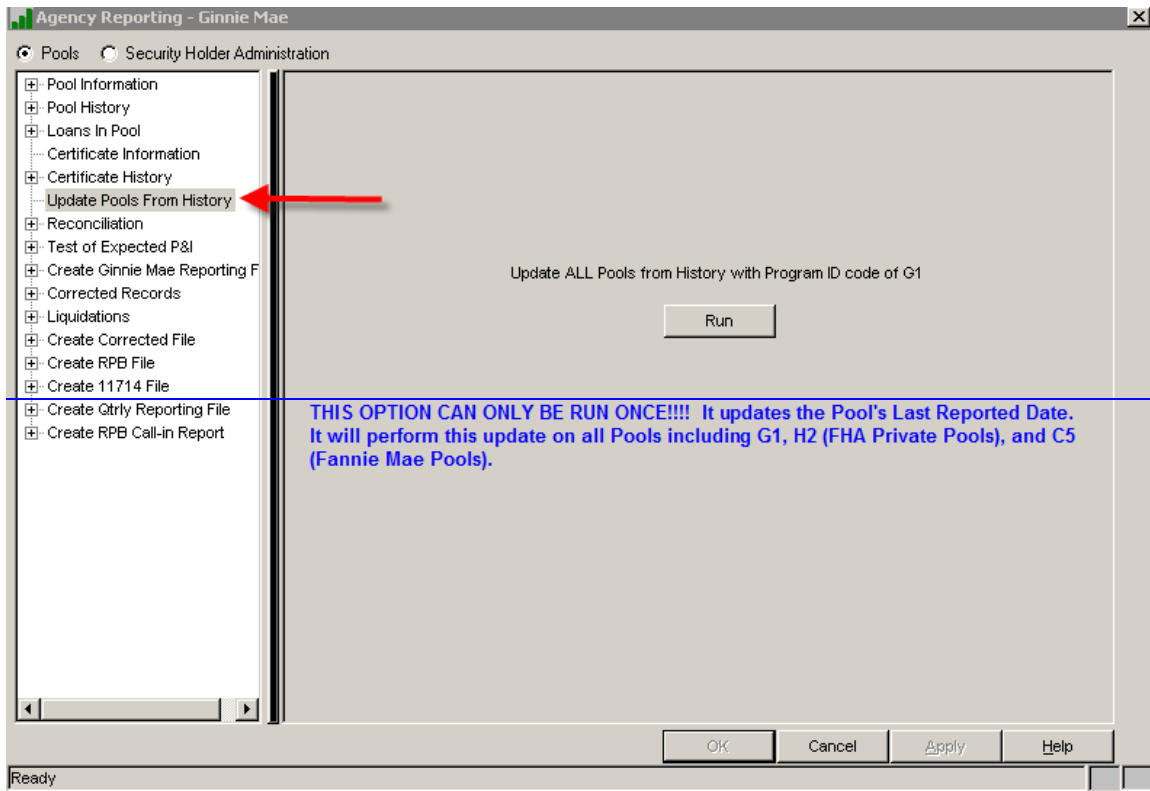 Agency Reporting - Ginnie Mae
Pools Security Holder Administration
Pool Information
Pool History
Loans In Pool
Certificate Information
Certificate History
Update Pools From History
Reconciliation
Test of Expected P&I
Create Ginnie Mae Reporting F
Corrected Records
Liquidations
Create Corrected File
Create RPB File
Create 11714 File
Create Qtrly Reporting File
Create RPB Call-in Report
Update ALL Pools from History with Program ID code of G1
Run
THIS OPTION CAN ONLY BE RUN ONCE!!!! It updates the Pool's Last Reported Date.
It will perform this update on all Pools including G1, H2 (FHA Private Pools), and C5
(Fannie Mae Pools).
OK Cancel Apply Help
Ready